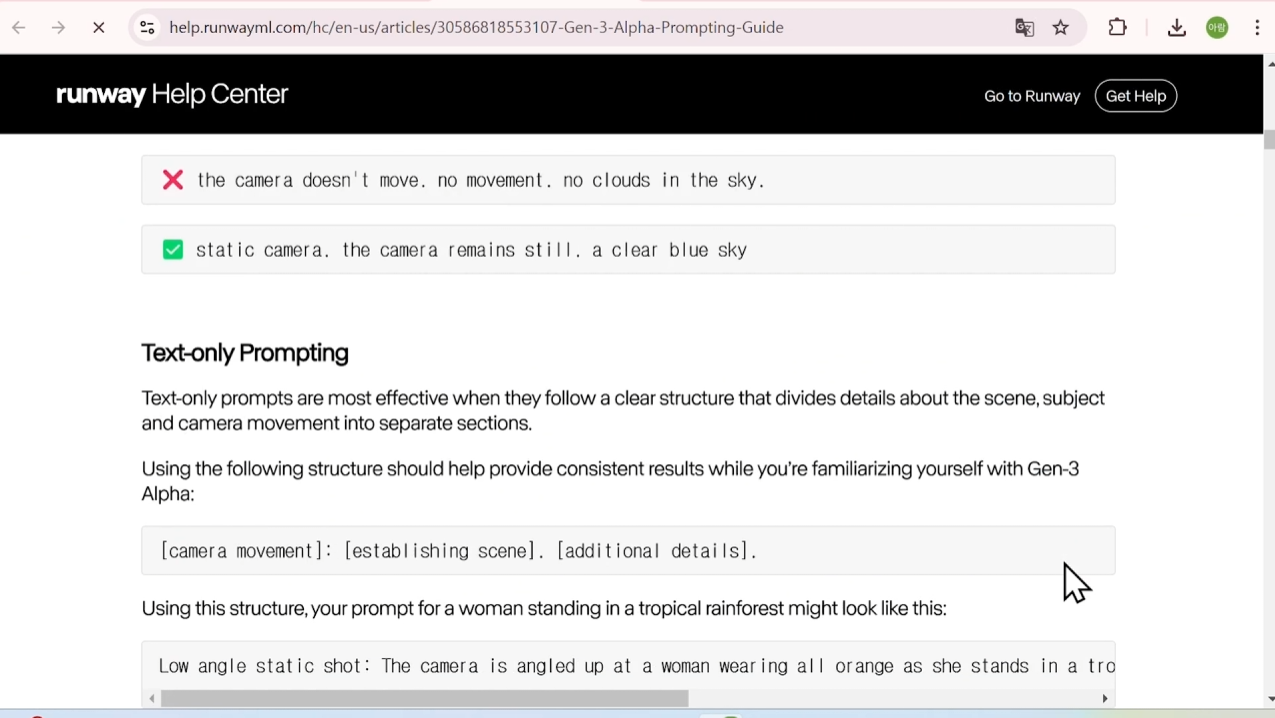 help.runwayml.com/hc/en-us/articles/30586818553107-Gen-3-Alpha-Prompting-Guide
아람
runway Help Center
Go to Runway
Get Help
the camera doesn't move. no movement. no clouds in the sky.
static camera. the camera remains still. a clear blue sky
Text-only Prompting
Text-only prompts are most effective when they follow a clear structure that divides details about the scene, subject
and camera movement into separate sections.
Using the following structure should help provide consistent results while you're familiarizing yourself with Gen-3
Alpha:
[camera movement]: [establishing scene]. [additional details].
Using this structure, your prompt for a woman standing in a tropical rainforest might look like this:
Low angle static shot: The camera is angled up at a woman wearing all orange as she stands in a tro